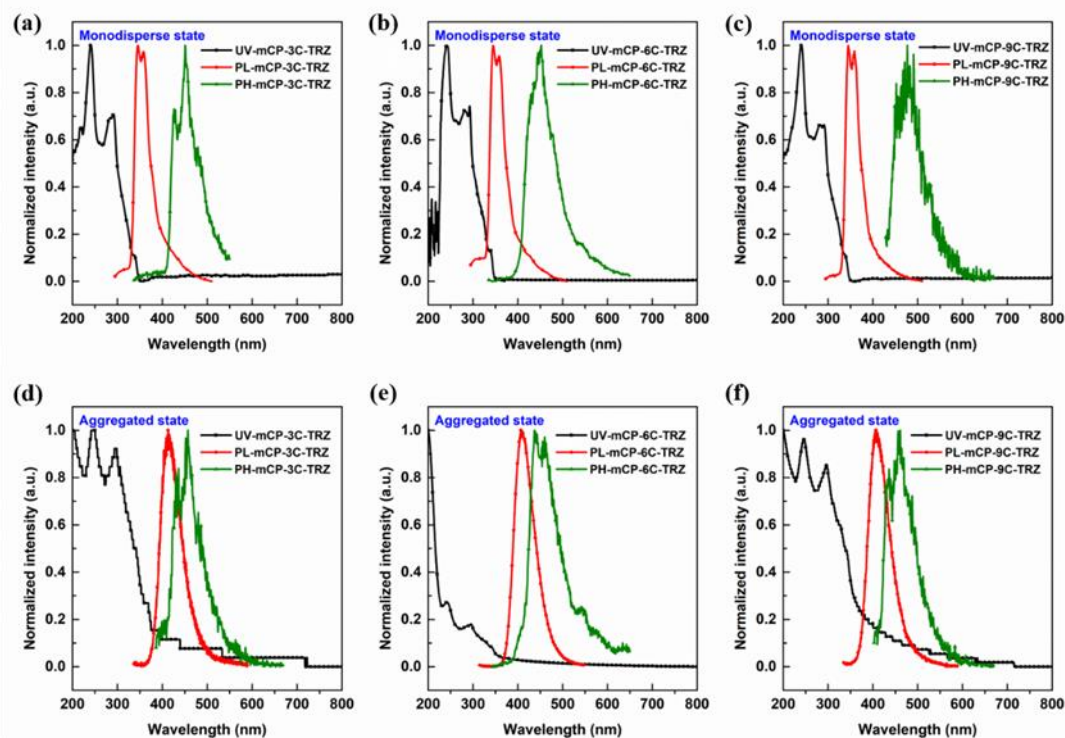 (a)
Monodisperse state
UV-mCP-3C-TRZ
PL-mCP-3C-TRZ
PH-mCP-3C-TRZ
Normalized intensity (a.u.)
1.0
0.8
0.6
0.4
0.2
0.0
200 300 400 500 600 700 800
Wavelength (nm)
(b)
Monodisperse state
UV-mCP-6C-TRZ
PL-mCP-6C-TRZ
PH-mCP-6C-TRZ
Normalized intensity (a.u.)
1.0
0.8
0.6
0.4
0.2
0.0
200 300 400 500 600 700 800
Wavelength (nm)
(c)
Monodisperse state
UV-mCP-9C-TRZ
PL-mCP-9C-TRZ
PH-mCP-9C-TRZ
Normalized intensity (a.u.)
1.0
0.8
0.6
0.4
0.2
0.0
200 300 400 500 600 700 800
Wavelength (nm)
(d)
Aggregated state
UV-mCP-3C-TRZ
PL-mCP-3C-TRZ
PH-mCP-3C-TRZ
Normalized intensity (a.u.)
1.0
0.8
0.6
0.4
0.2
0.0
200 300 400 500 600 700 800
Wavelength (nm)
(e)
Aggregated state
UV-mCP-6C-TRZ
PL-mCP-6C-TRZ
PH-mCP-6C-TRZ
Normalized intensity (a.u.)
1.0
0.8
0.6
0.4
0.2
0.0
200 300 400 500 600 700 800
Wavelength (nm)
(f)
Aggregated state
UV-mCP-9C-TRZ
PL-mCP-9C-TRZ
PH-mCP-9C-TRZ
Normalized intensity (a.u.)
1.0
0.8
0.6
0.4
0.2
0.0
200 300 400 500 600 700 800
Wavelength (nm)